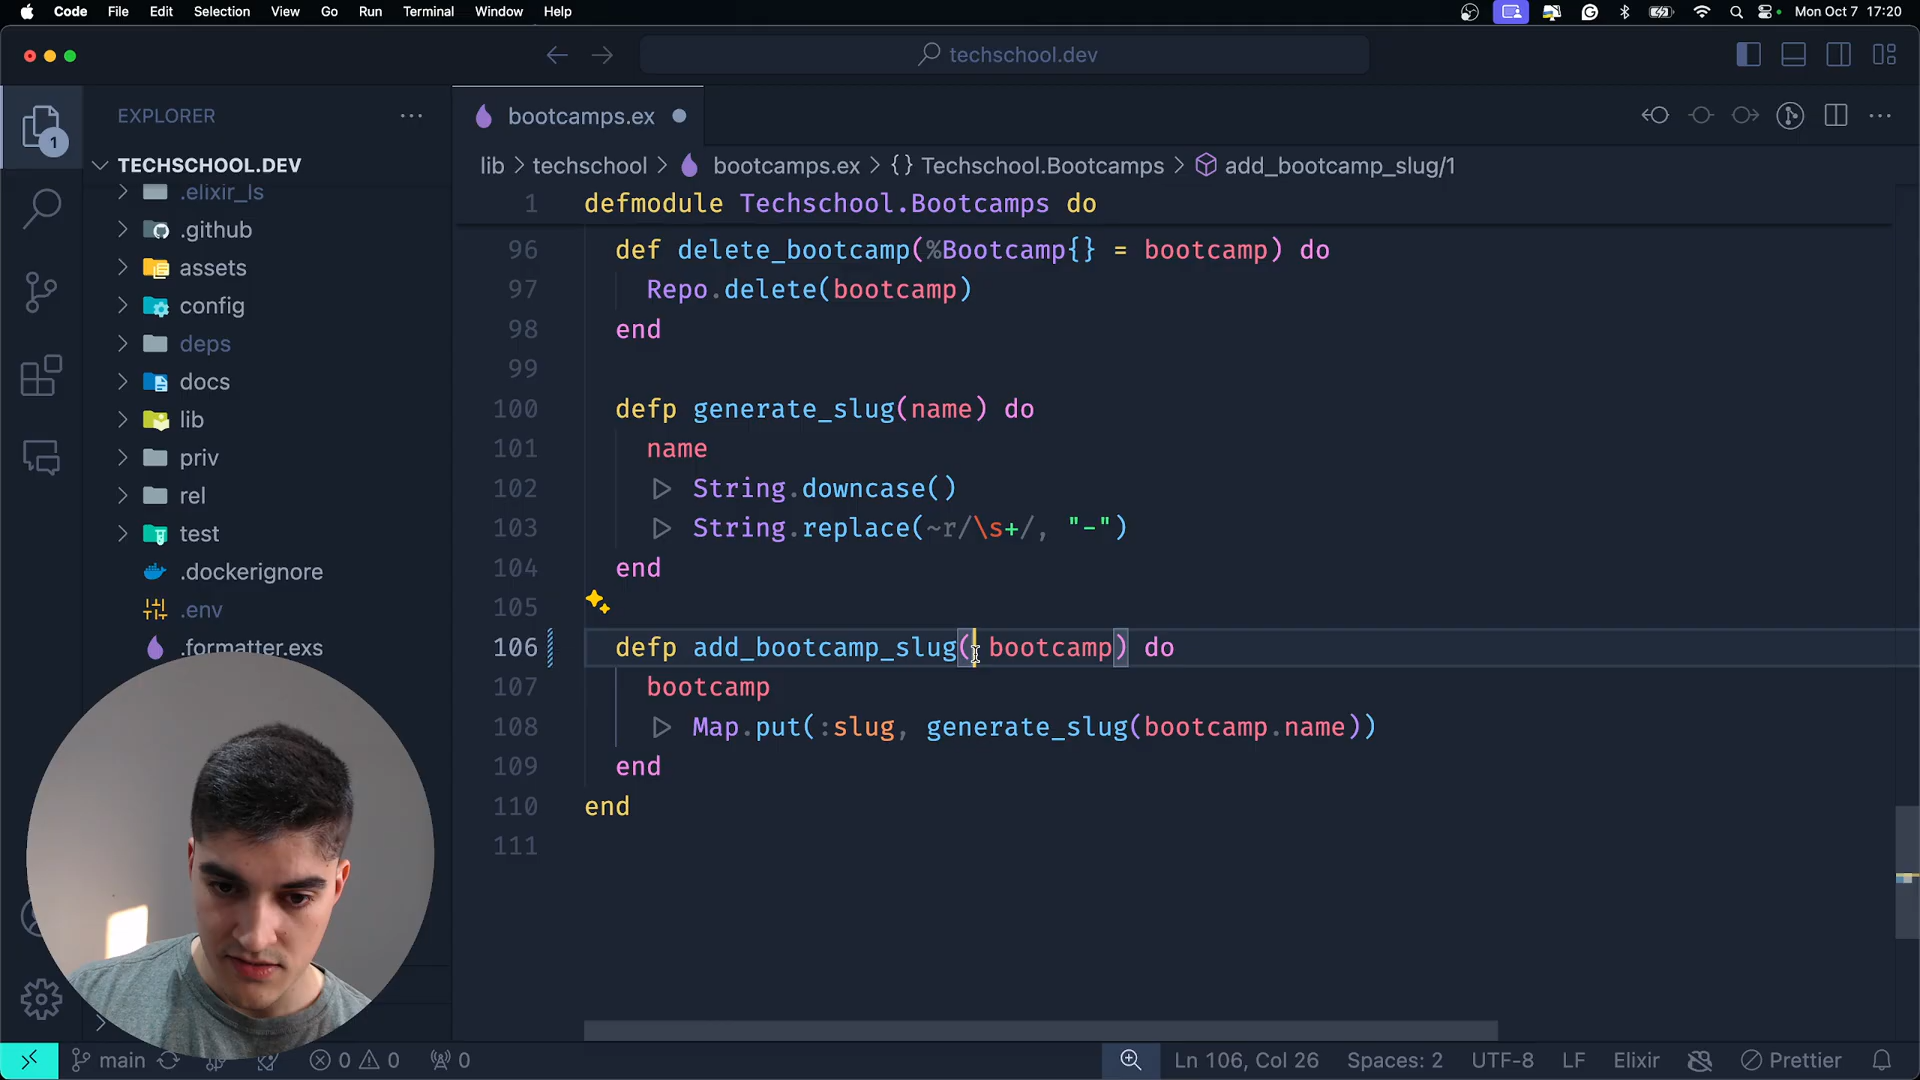 Code File Edit Selection View Go Run Terminal Window Help Mon Oct 7 17:20
techschool.dev
EXPLORER
1
TECHSCHOOL.DEV
.elixir_ls
.github
assets
config
deps
docs
lib
priv
rel
test
.dockerignore
.env
.formatter.exs
bootcamps.ex
lib > techschool > bootcamps.ex > {} Techschool.Bootcamps > add_bootcamp_slug/1
1 defmodule Techschool.Bootcamps do
96 def delete_bootcamp(%Bootcamp{} = bootcamp) do
97 Repo.delete(bootcamp)
98 end
99
100 defp generate_slug(name) do
101 name
102 ▷ String.downcase()
103 ▷ String.replace(~r/\s+/, "-")
104 end
105
106 defp add_bootcamp_slug( bootcamp) do
107 bootcamp
108 ▷ Map.put(:slug, generate_slug(bootcamp.name))
109 end
110 end
111
main 0 0 0 Ln 106, Col 26 Spaces: 2 UTF-8 LF Elixir Prettier